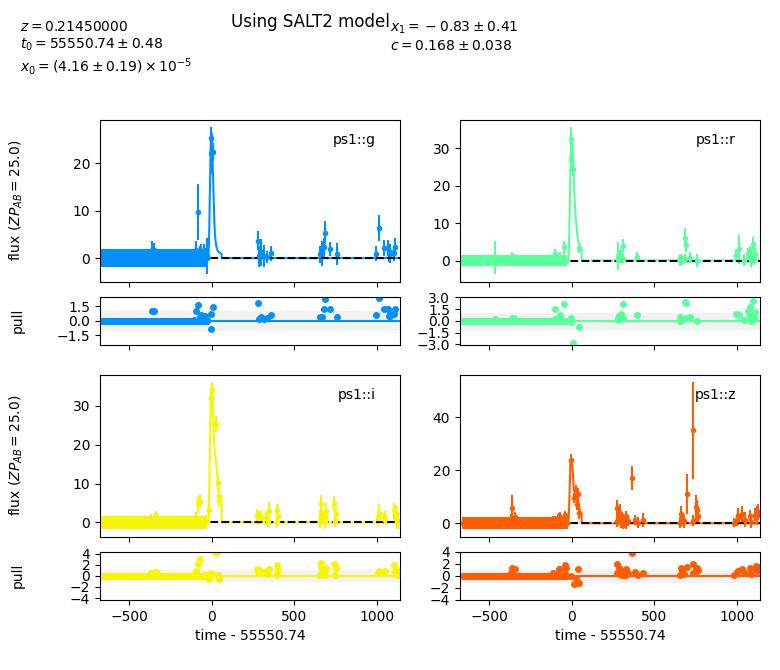 Using SALT2 model
z = 0.21450000
t₀ = 55550.74 ± 0.48
x₀ = (4.16 ± 0.19) × 10⁻⁵
x₁ = − 0.83 ± 0.41
c = 0.168 ± 0.038
flux (ZP_AB = 25.0)
20
10
0
ps1::g
30
20
10
0
ps1::r
pull
1.5
0.0
−1.5
3.0
1.5
0.0
−1.5
−3.0
flux (ZP_AB = 25.0)
30
20
10
0
ps1::i
40
20
0
ps1::z
pull
4
2
0
−2
−4
4
2
0
−2
−4
−500 0 500 1000
−500 0 500 1000
time - 55550.74
time - 55550.74